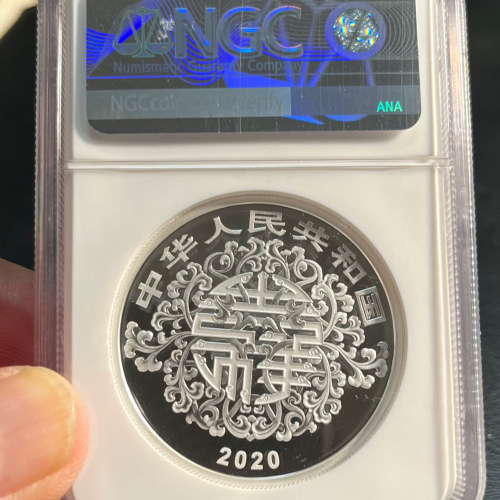 NGC
Numismatic Guaranty Company
ANA
中华人民共和国
2020